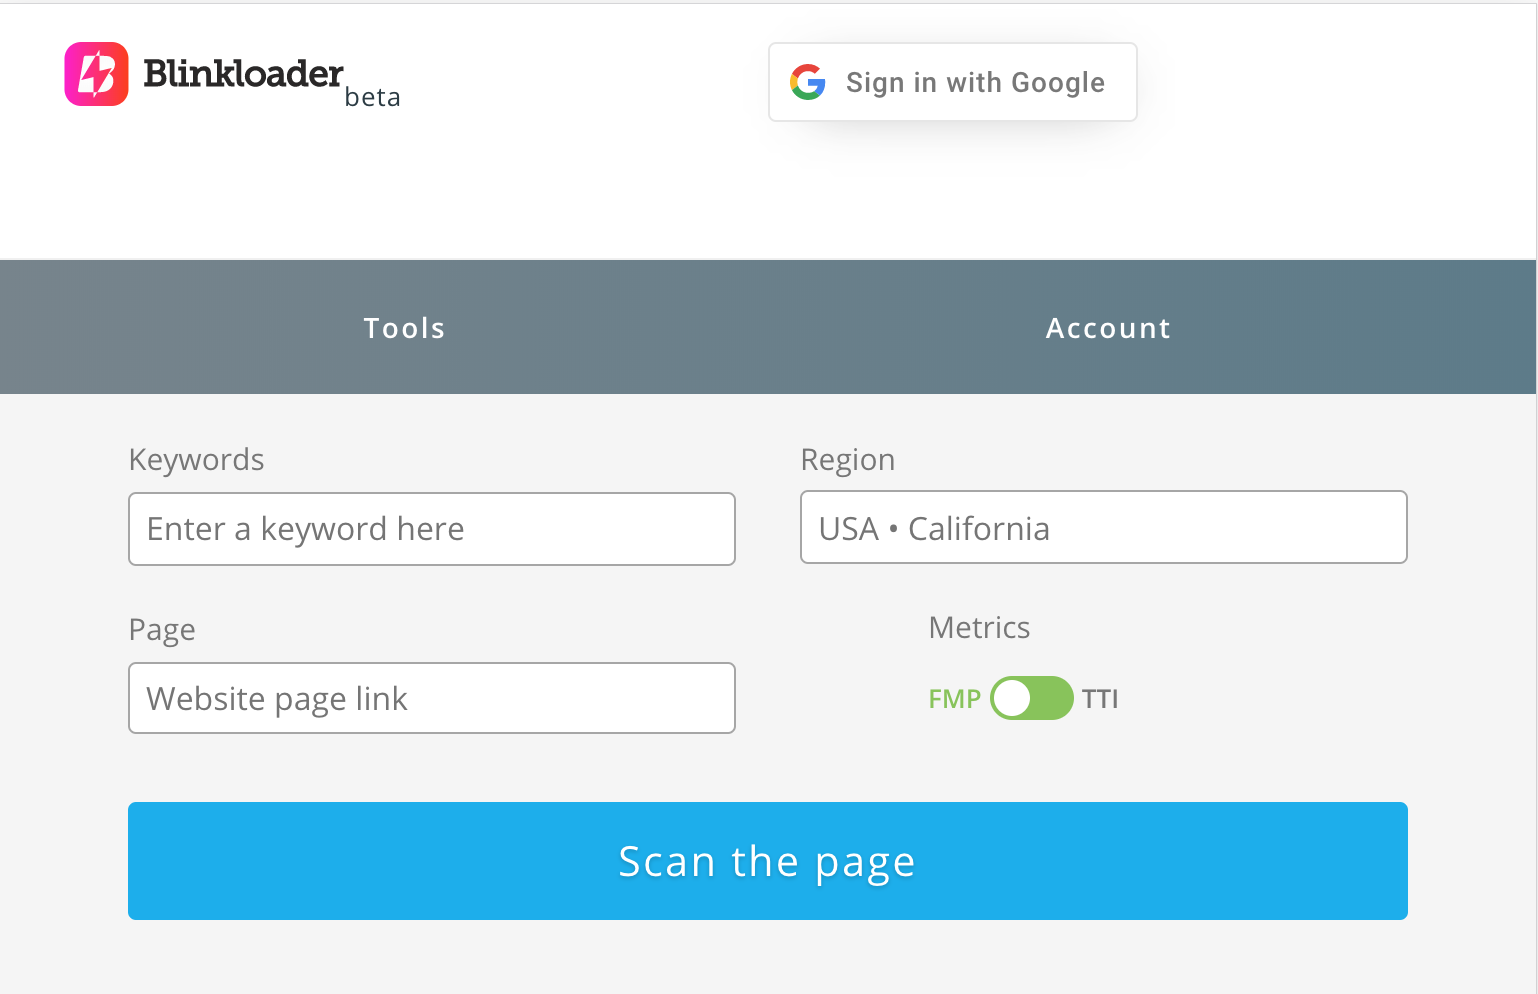 Blinkloader
beta
Sign in with Google
Tools
Account
Keywords
Region
Enter a keyword here
USA • California
Page
Metrics
Website page link
FMP TTI
Scan the page